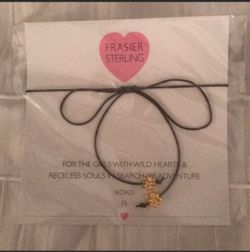 FRASIER
STERLING
FOR THE GIRLS WITH WILD HEARTS &
RECKLESS SOULS IN SEARCH OF ADVENTURE
XOXO
FS